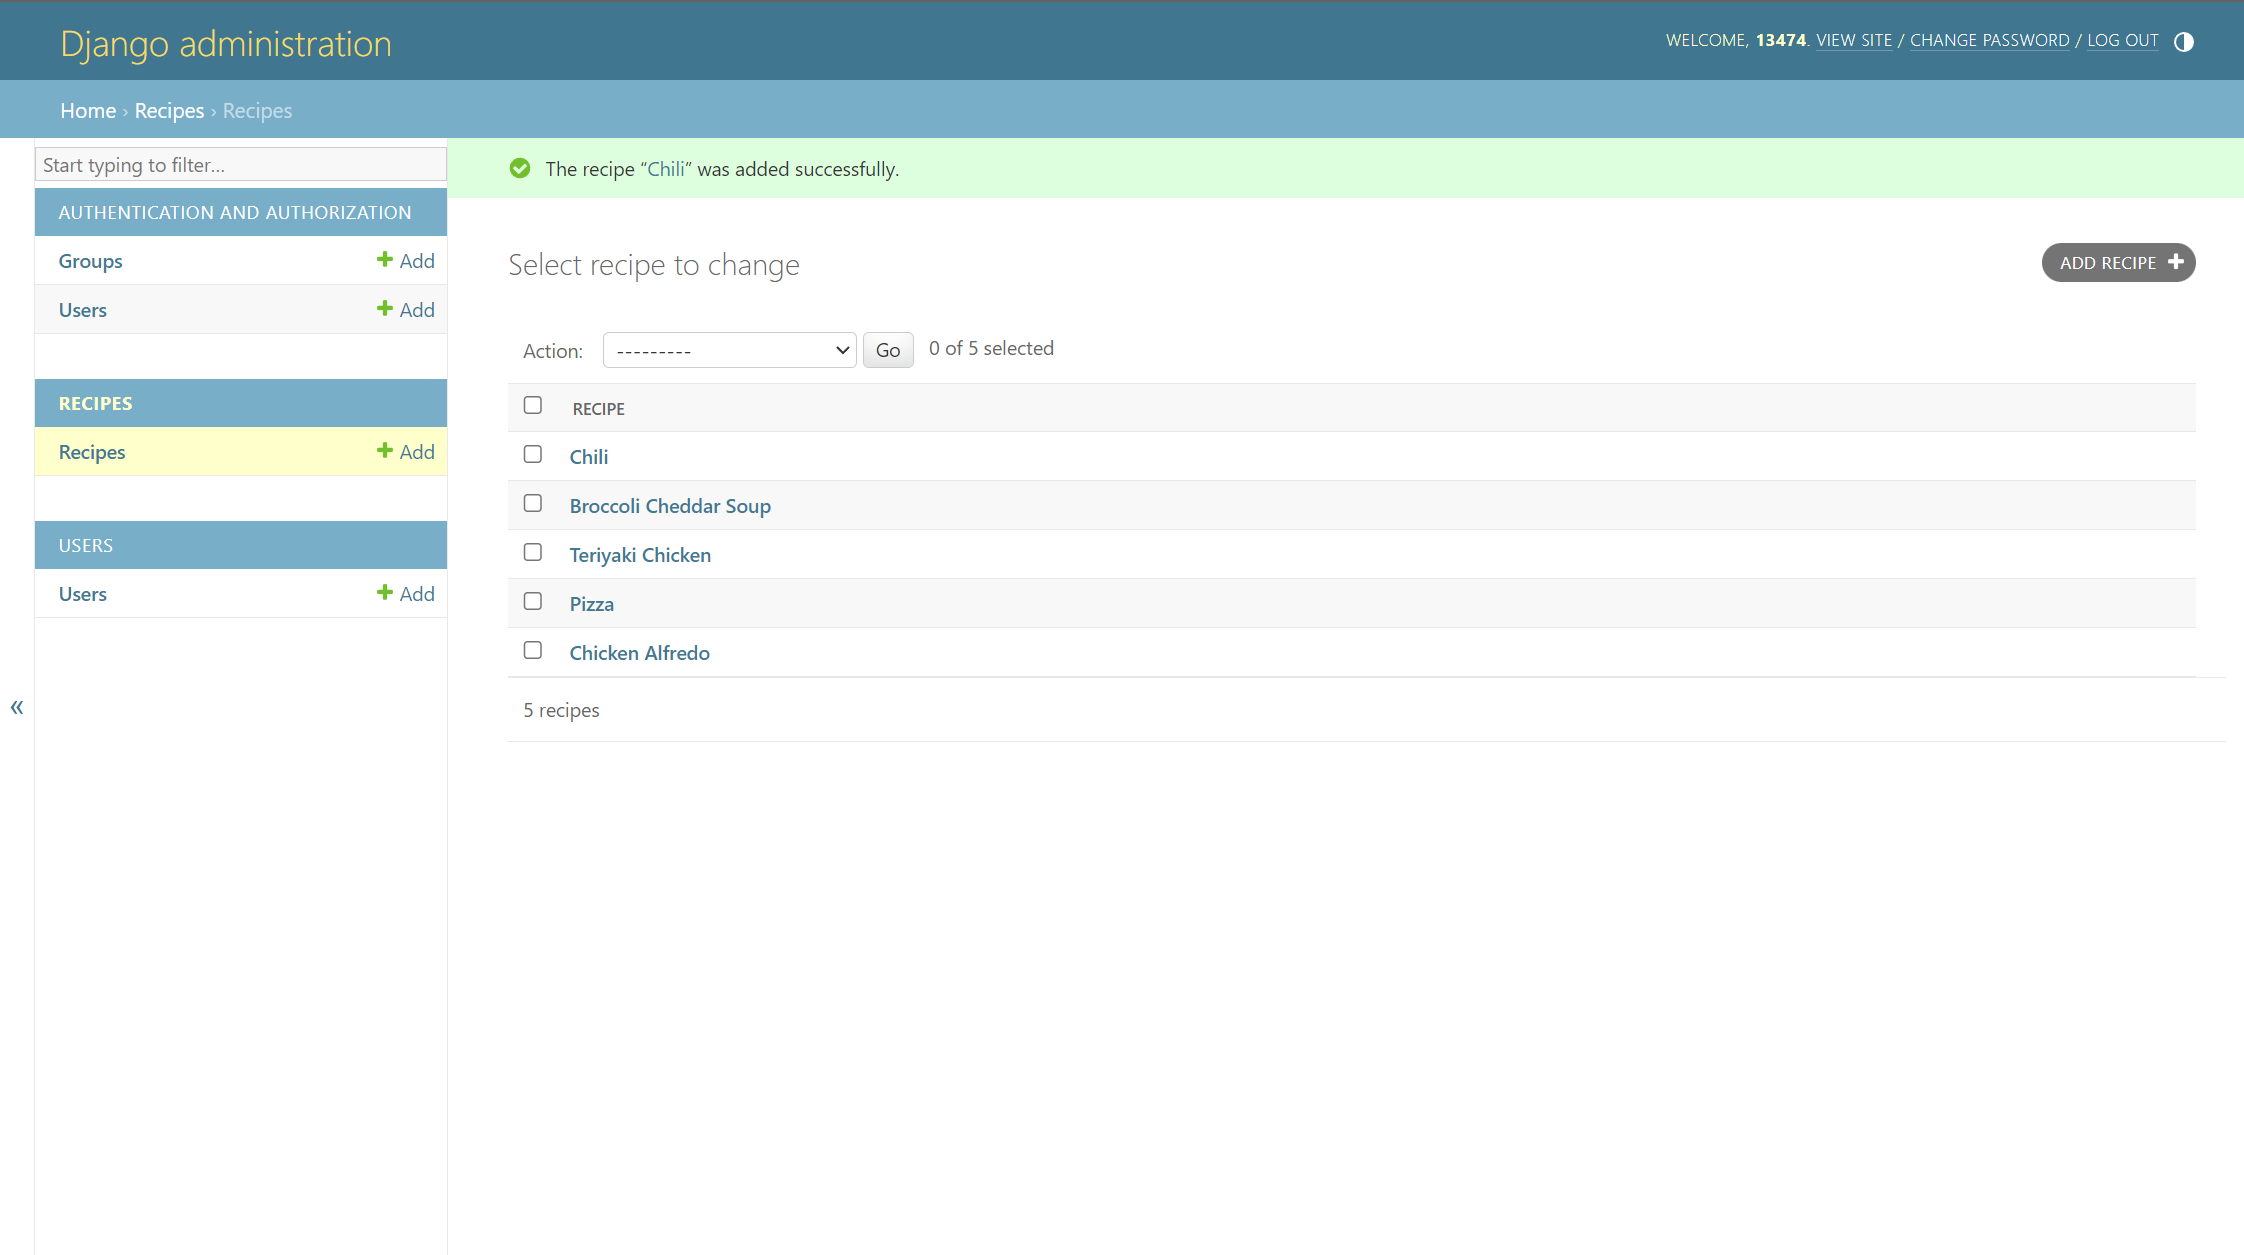 Django administration
WELCOME, 13474. VIEW SITE / CHANGE PASSWORD / LOG OUT
Home › Recipes › Recipes
Start typing to filter...
AUTHENTICATION AND AUTHORIZATION
Groups + Add
Users + Add
RECIPES
Recipes + Add
USERS
Users + Add
«
The recipe “Chili” was added successfully.
Select recipe to change
ADD RECIPE +
Action: --------- Go 0 of 5 selected
RECIPE
Chili
Broccoli Cheddar Soup
Teriyaki Chicken
Pizza
Chicken Alfredo
5 recipes